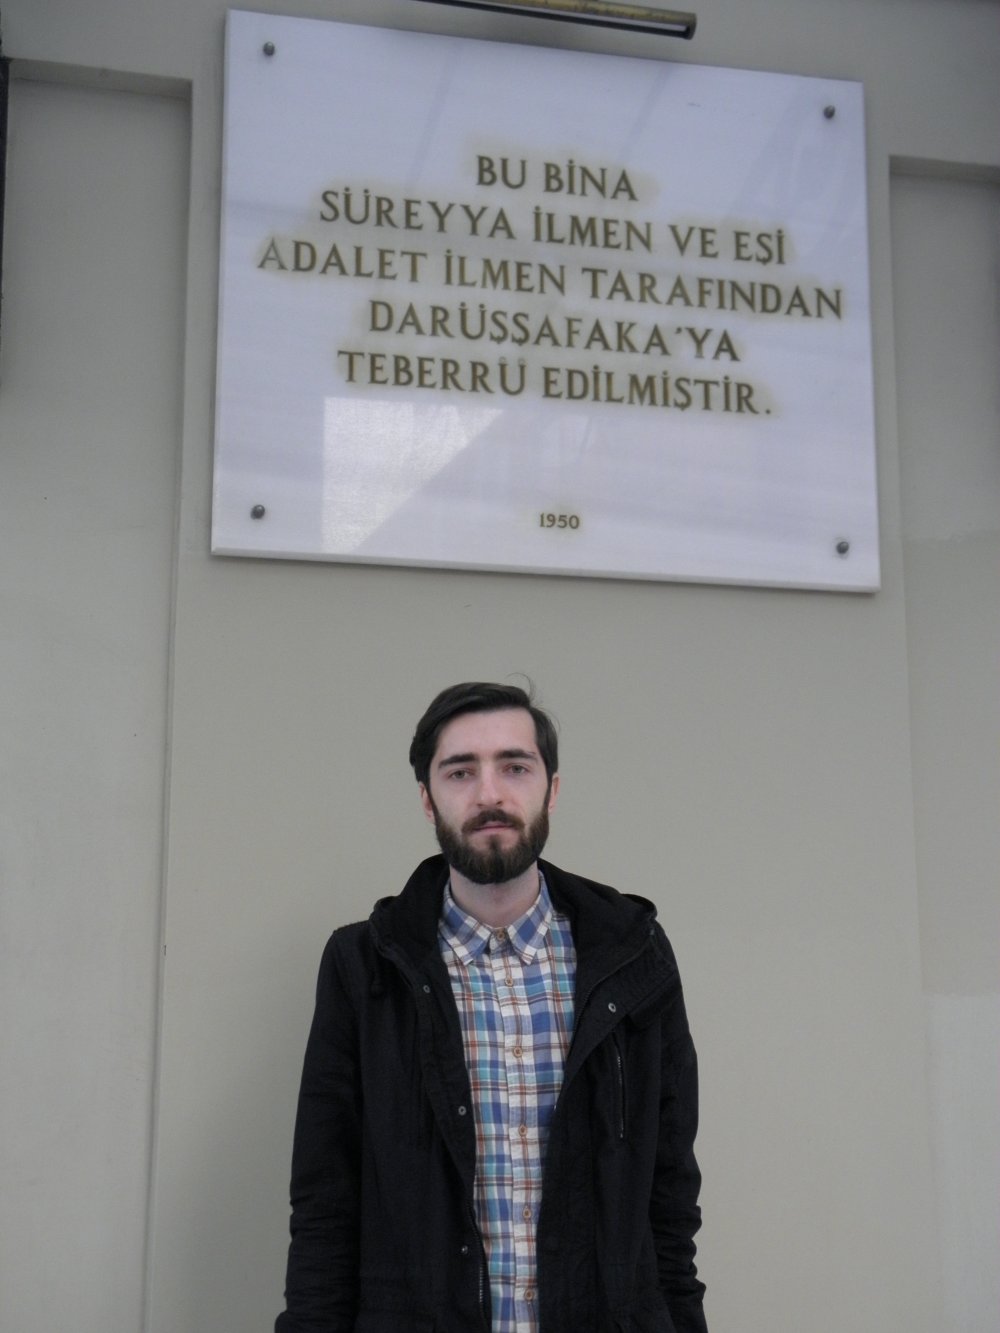 BU BİNA
SÜREYYA İLMEN VE EŞİ
ADALET İLMEN TARAFINDAN
DARÜŞŞAFAKA'YA
TEBERRÜ EDİLMİŞTİR.
1950